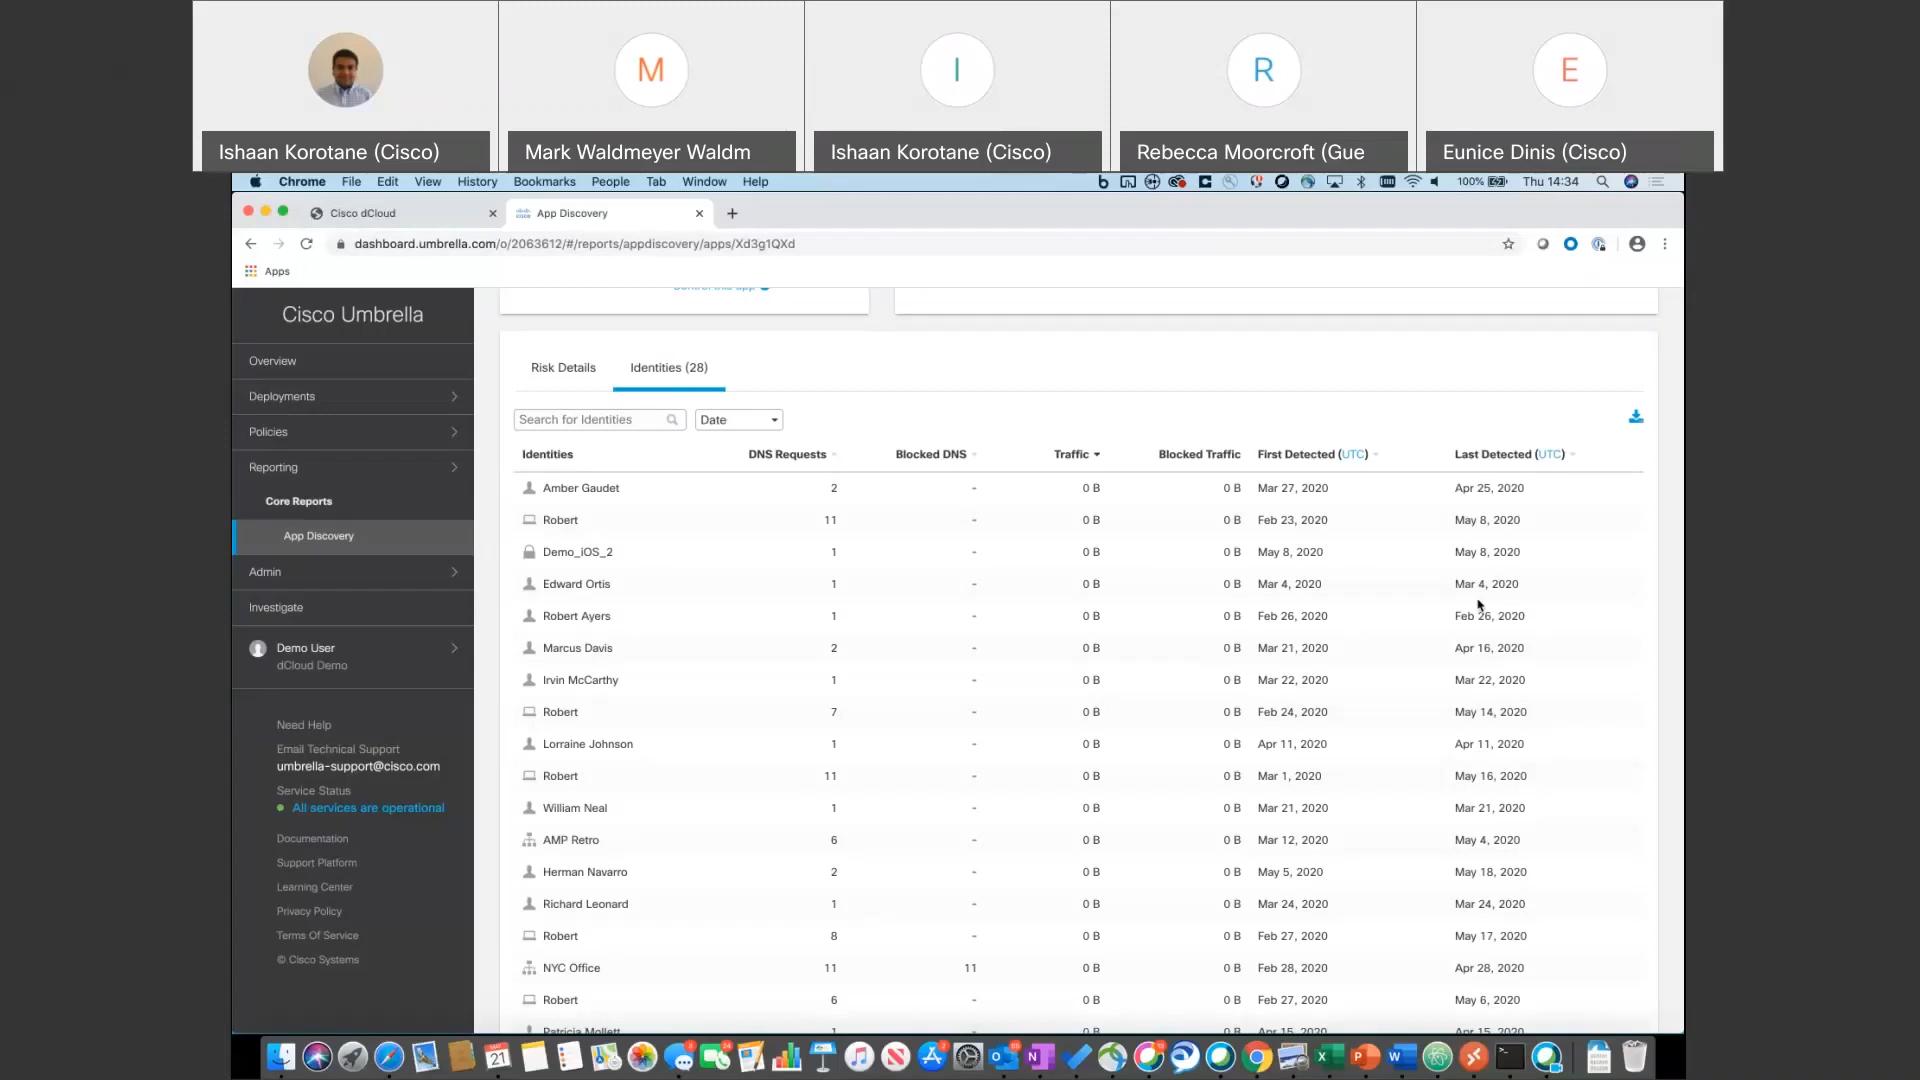 M
I
R
E
Ishaan Korotane (Cisco)
Mark Waldmeyer Waldm
Ishaan Korotane (Cisco)
Rebecca Moorcroft (Gue
Eunice Dinis (Cisco)
Chrome File Edit View History Bookmarks People Tab Window Help
100% Thu 14:34
Cisco dCloud
App Discovery
dashboard.umbrella.com/o/2063612/#/reports/appdiscovery/apps/Xd3g1QXd
Apps
Cisco Umbrella
Overview
Deployments
Policies
Reporting
Core Reports
App Discovery
Admin
Investigate
Demo User
dCloud Demo
Need Help
Email Technical Support
umbrella-support@cisco.com
Service Status
All services are operational
Documentation
Support Platform
Learning Center
Privacy Policy
Terms Of Service
© Cisco Systems
Risk Details
Identities (28)
Search for Identities
Date
Identities DNS Requests Blocked DNS Traffic Blocked Traffic First Detected (UTC) Last Detected (UTC)
Amber Gaudet 2 - 0 B 0 B Mar 27, 2020 Apr 25, 2020
Robert 11 - 0 B 0 B Feb 23, 2020 May 8, 2020
Demo_iOS_2 1 - 0 B 0 B May 8, 2020 May 8, 2020
Edward Ortis 1 - 0 B 0 B Mar 4, 2020 Mar 4, 2020
Robert Ayers 1 - 0 B 0 B Feb 26, 2020 Feb 26, 2020
Marcus Davis 2 - 0 B 0 B Mar 21, 2020 Apr 16, 2020
Irvin McCarthy 1 - 0 B 0 B Mar 22, 2020 Mar 22, 2020
Robert 7 - 0 B 0 B Feb 24, 2020 May 14, 2020
Lorraine Johnson 1 - 0 B 0 B Apr 11, 2020 Apr 11, 2020
Robert 11 - 0 B 0 B Mar 1, 2020 May 16, 2020
William Neal 1 - 0 B 0 B Mar 21, 2020 Mar 21, 2020
AMP Retro 6 - 0 B 0 B Mar 12, 2020 May 4, 2020
Herman Navarro 2 - 0 B 0 B May 5, 2020 May 18, 2020
Richard Leonard 1 - 0 B 0 B Mar 24, 2020 Mar 24, 2020
Robert 8 - 0 B 0 B Feb 27, 2020 May 17, 2020
NYC Office 11 11 0 B 0 B Feb 28, 2020 Apr 28, 2020
Robert 6 - 0 B 0 B Feb 27, 2020 May 6, 2020
Patricia Mollett 1 - 0 B 0 B Apr 15, 2020 Apr 15, 2020